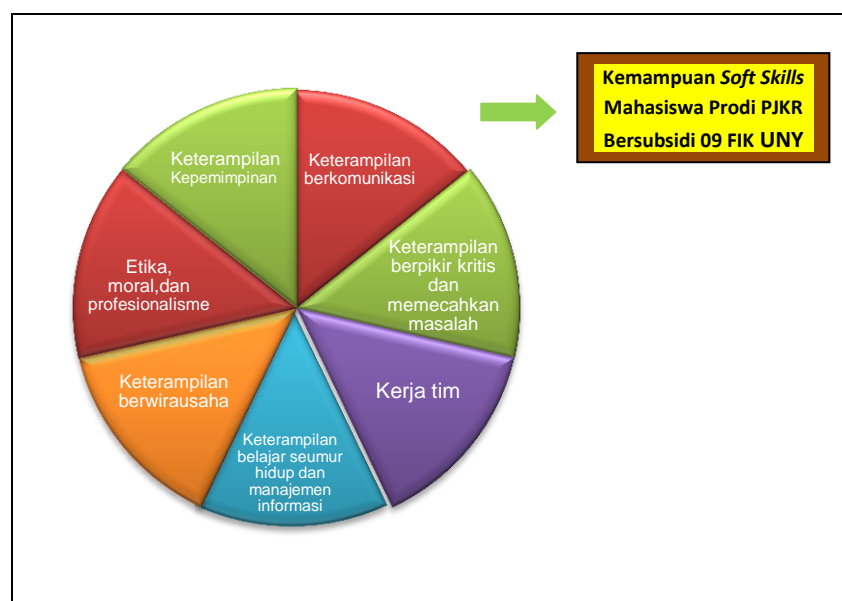 Kemampuan Soft Skills
Mahasiswa Prodi PJKR
Bersubsidi 09 FIK UNY
Keterampilan
Kepemimpinan
Keterampilan
berkomunikasi
Keterampilan
berpikir kritis
dan
memecahkan
masalah
Kerja tim
Keterampilan
belajar seumur
hidup dan
manajemen
informasi
Keterampilan
berwirausaha
Etika,
moral,dan
profesionalisme